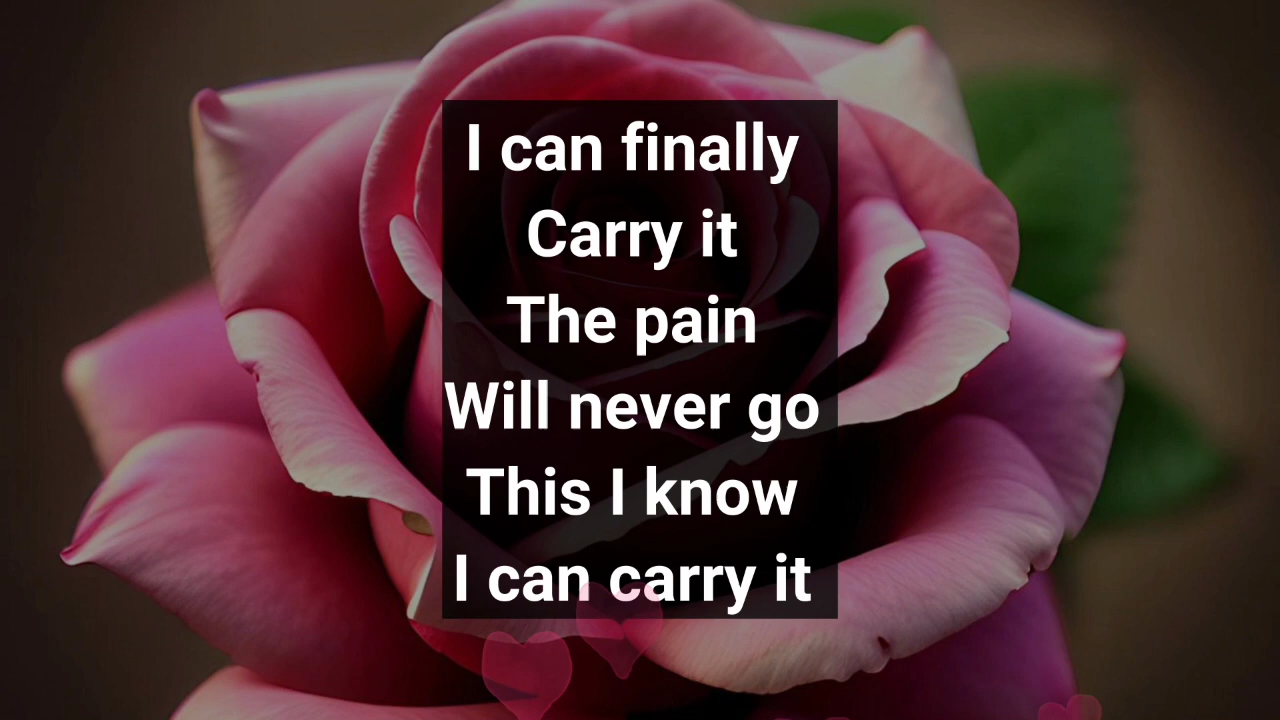 I can finally
Carry it
The pain
Will never go
This I know
I can carry it